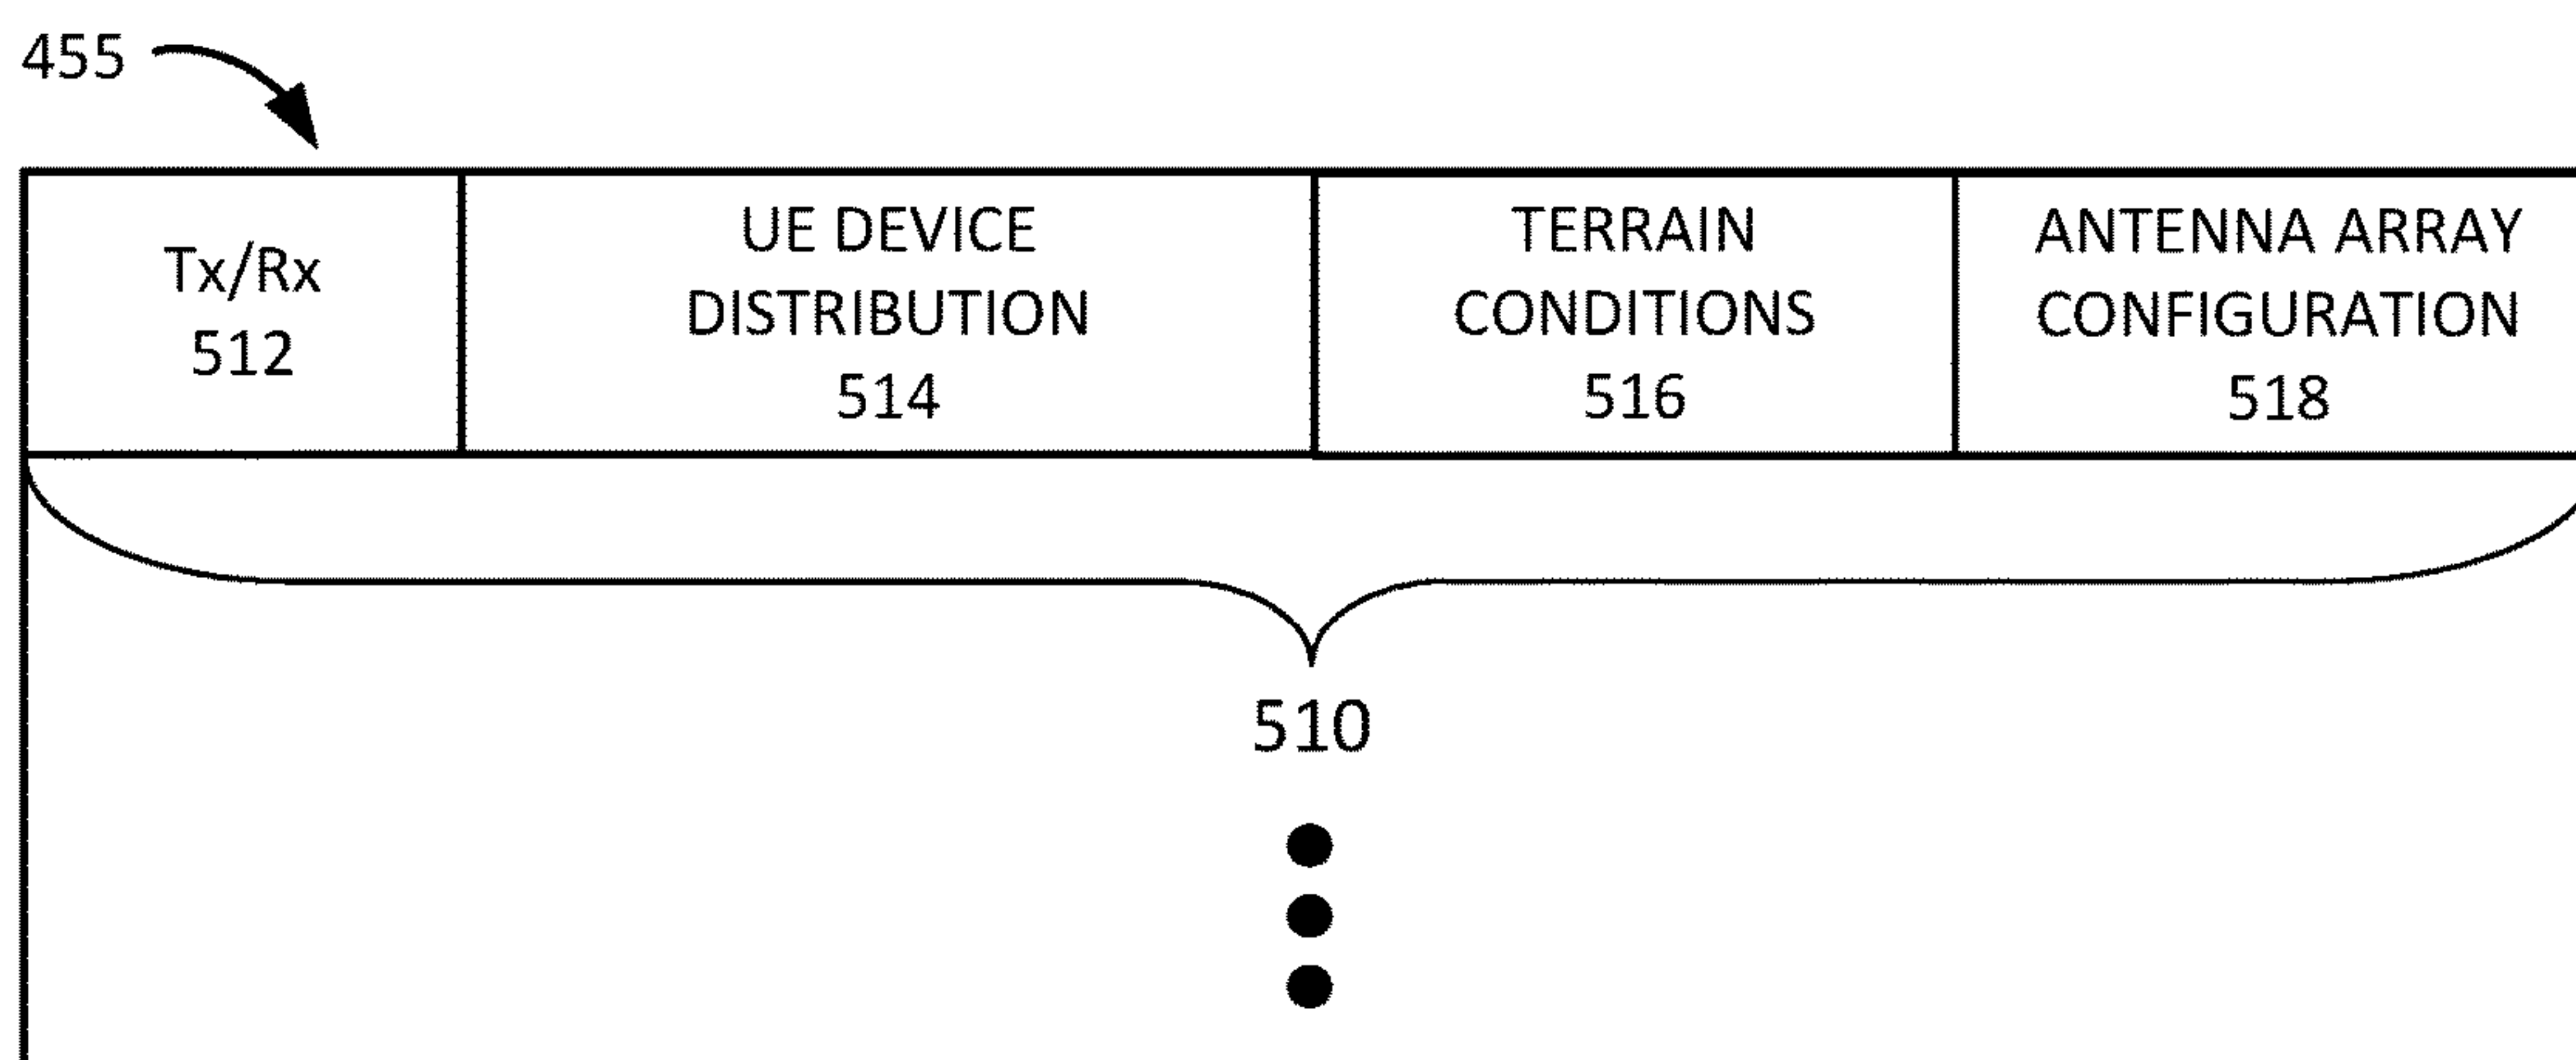 455
Tx/Rx
512
UE DEVICE
DISTRIBUTION
514
TERRAIN
CONDITIONS
516
ANTENNA ARRAY
CONFIGURATION
518
510